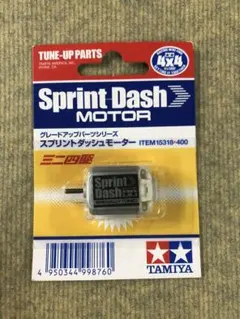 TUNE-UP PARTS
4x4
Sprint Dash
MOTOR
グレードアップパーツシリーズ
スプリントダッシュモーター ITEM15318-400
ミニ四駆
Sprint
Dash
4 950344 998760
TAMIYA